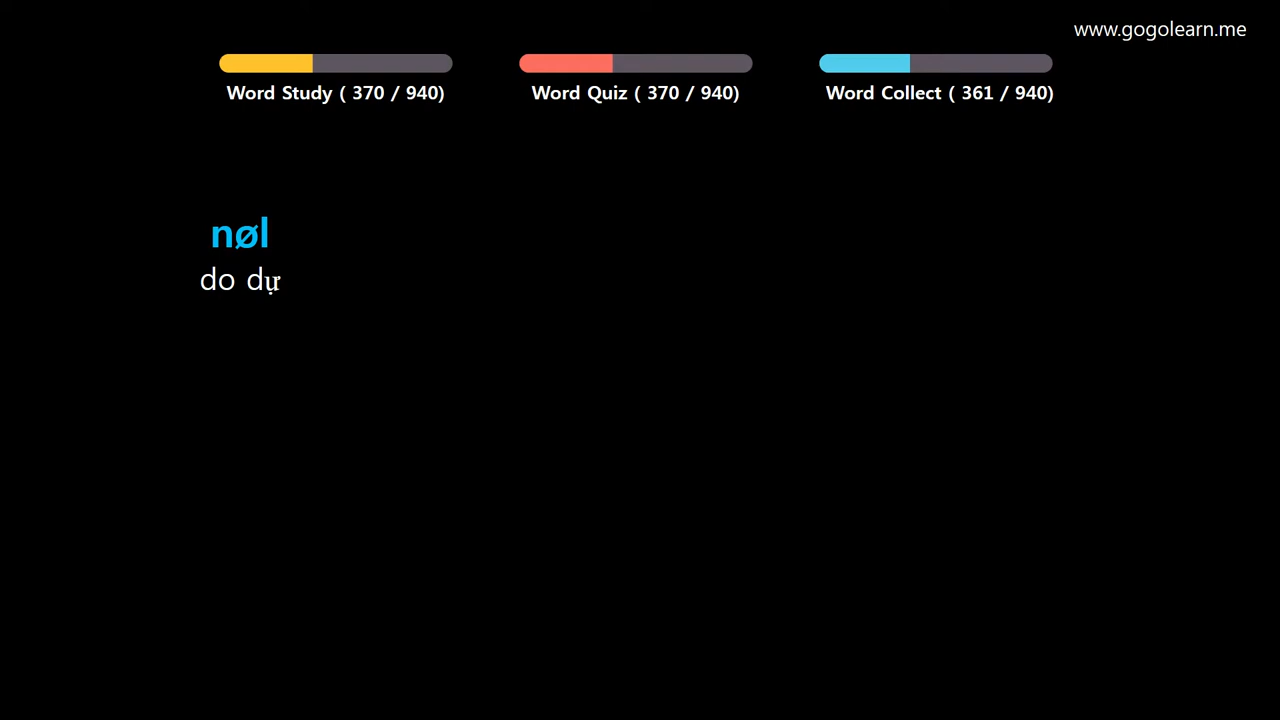 www.gogolearn.me
Word Study ( 370 / 940)
Word Quiz ( 370 / 940)
Word Collect ( 361 / 940)
nøl
do dự